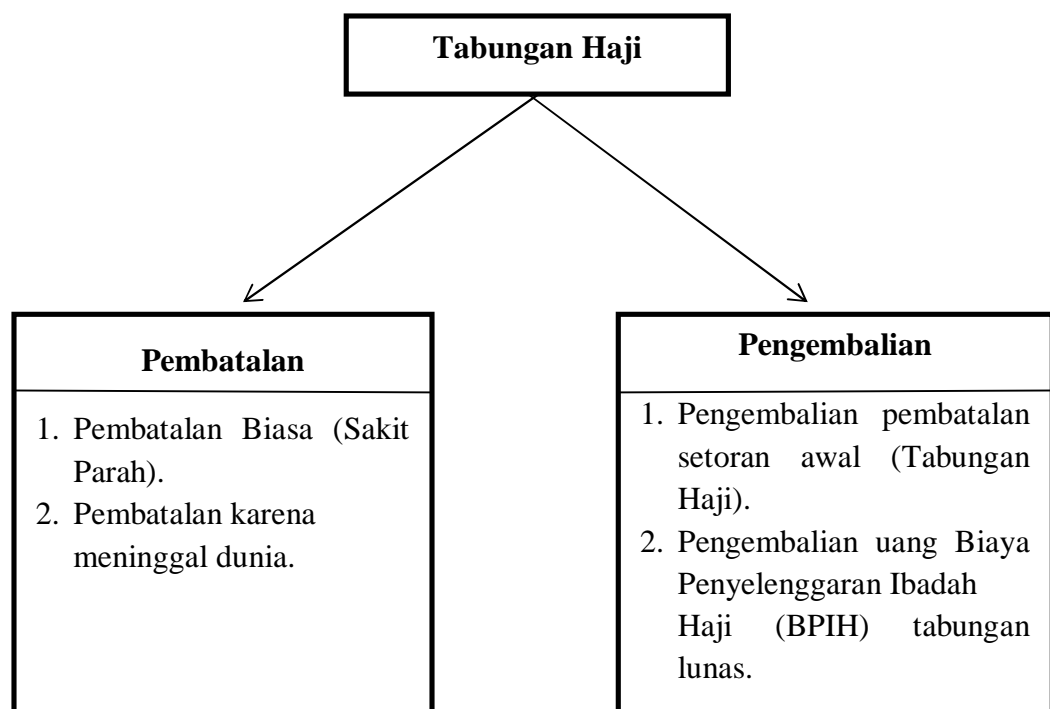 Tabungan Haji
Pembatalan
1. Pembatalan Biasa (Sakit
Parah).
2. Pembatalan karena
meninggal dunia.
Pengembalian
1. Pengembalian pembatalan
setoran awal (Tabungan
Haji).
2. Pengembalian uang Biaya
Penyelenggaran Ibadah
Haji (BPIH) tabungan
lunas.